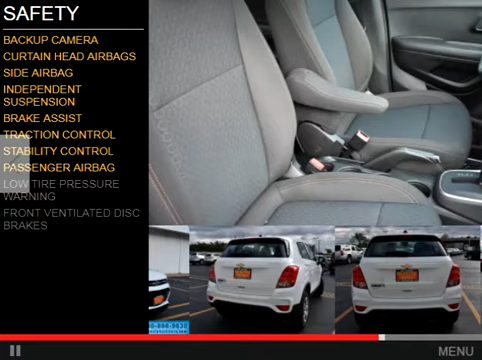 SAFETY
BACKUP CAMERA
CURTAIN HEAD AIRBAGS
SIDE AIRBAG
INDEPENDENT
SUSPENSION
BRAKE ASSIST
TRACTION CONTROL
STABILITY CONTROL
PASSENGER AIRBAG
LOW TIRE PRESSURE
WARNING
FRONT VENTILATED DISC
BRAKES
MENU